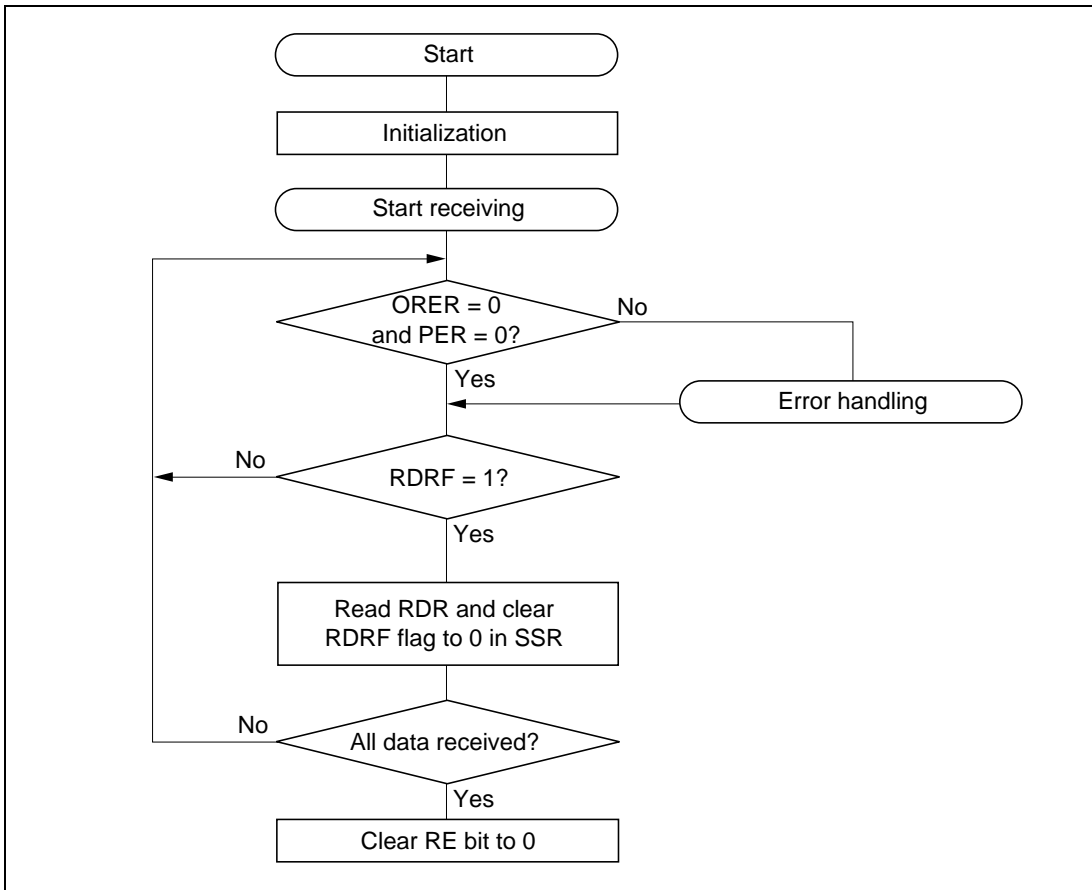 Start
Initialization
Start receiving
ORER = 0
and PER = 0?
No
Yes
Error handling
No
RDRF = 1?
Yes
Read RDR and clear
RDRF flag to 0 in SSR
No
All data received?
Yes
Clear RE bit to 0